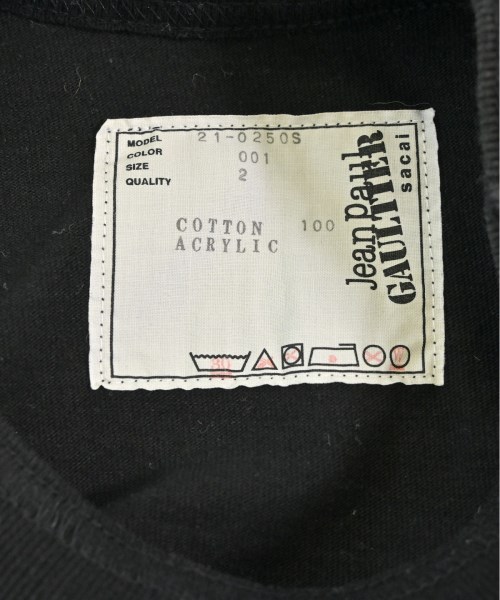 MODEL 21-0250S
COLOR 001
SIZE 2
QUALITY
COTTON 100
ACRYLIC
Jean Paul
GAULTIER
sacai